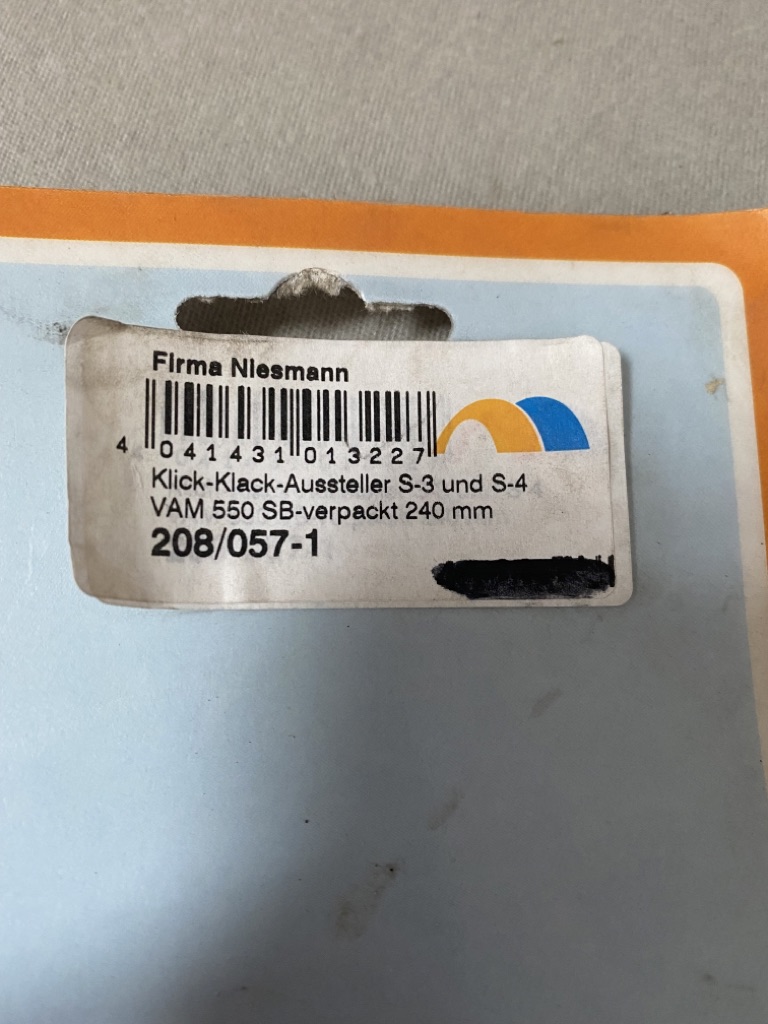 Firma Niesmann
4 041431 013227
Klick-Klack-Aussteller S-3 und S-4
VAM 550 SB-verpackt 240 mm
208/057-1